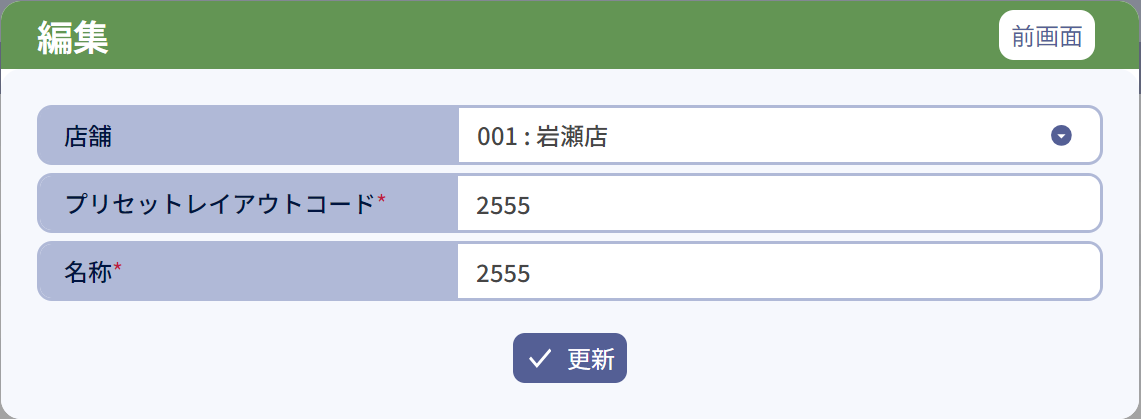 編集
前画面
店舗
001 : 岩瀬店
プリセットレイアウトコード*
2555
名称*
2555
更新